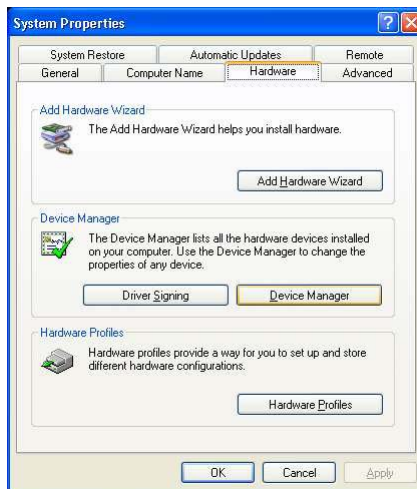 System Properties
System Restore Automatic Updates Remote
General Computer Name Hardware Advanced
Add Hardware Wizard
The Add Hardware Wizard helps you install hardware.
Add Hardware Wizard
Device Manager
The Device Manager lists all the hardware devices installed
on your computer. Use the Device Manager to change the
properties of any device.
Driver Signing Device Manager
Hardware Profiles
Hardware profiles provide a way for you to set up and store
different hardware configurations.
Hardware Profiles
OK Cancel Apply